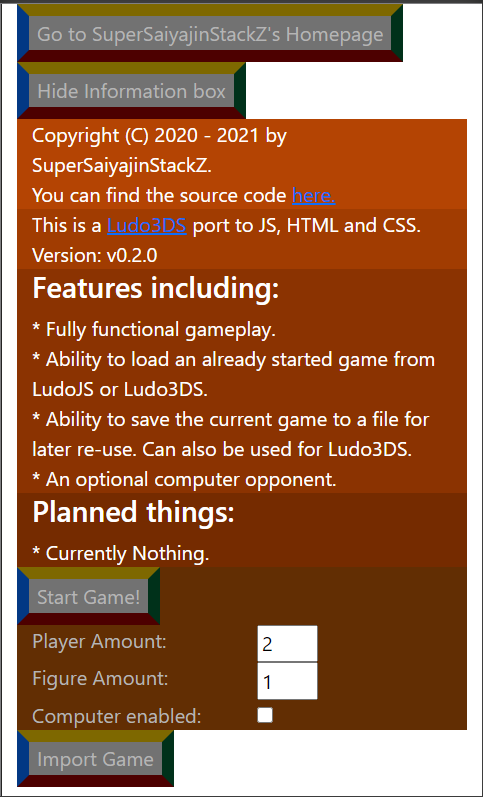 Go to SuperSaiyajinStackZ's Homepage
Hide Information box
Copyright (C) 2020 - 2021 by
SuperSaiyajinStackZ.
You can find the source code here.
This is a Ludo3DS port to JS, HTML and CSS.
Version: v0.2.0
Features including:
* Fully functional gameplay.
* Ability to load an already started game from
LudoJS or Ludo3DS.
* Ability to save the current game to a file for
later re-use. Can also be used for Ludo3DS.
* An optional computer opponent.
Planned things:
* Currently Nothing.
Start Game!
Player Amount: 2
Figure Amount: 1
Computer enabled:
Import Game